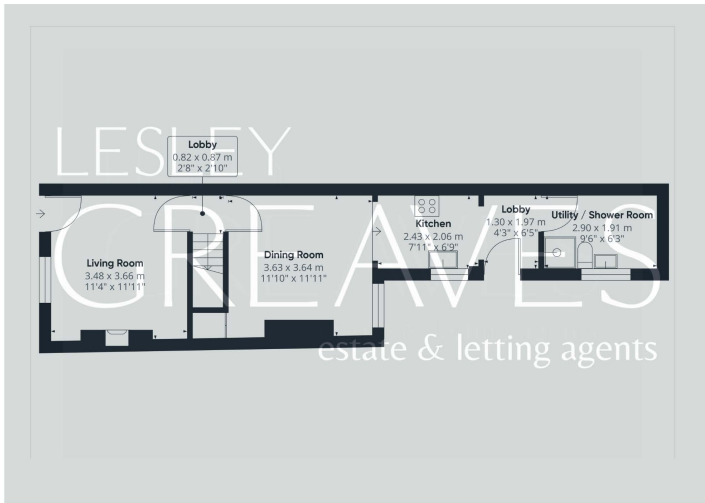 LESLEY
GREAVES
estate & letting agents
Lobby
0.82 x 0.87 m
2'8" x 2'10"
Living Room
3.48 x 3.66 m
11'4" x 11'11"
Dining Room
3.63 x 3.64 m
11'10" x 11'11"
Kitchen
2.43 x 2.06 m
7'11" x 6'9"
Lobby
1.30 x 1.97 m
4'3" x 6'5"
Utility / Shower Room
2.90 x 1.91 m
9'6" x 6'3"